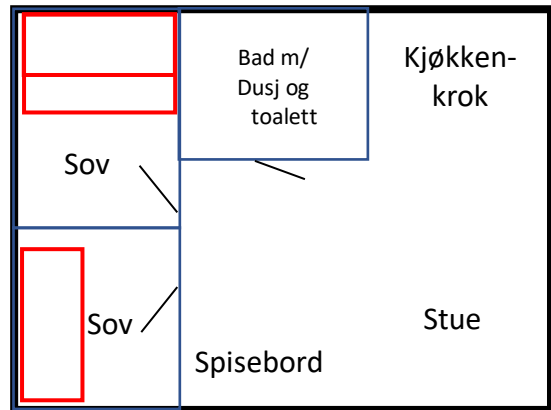 Bad m/
Dusj og
toalett
Kjøkken-
krok
Sov
Sov
Stue
Spisebord